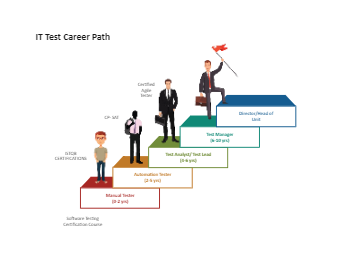 IT Test Career Path
Certified
Agile
Tester
CP- SAT
ISTQB
CERTIFICATIONS
Director/Head of
Unit
Test Manager
(6-10 yrs)
Test Analyst/ Test Lead
(3-6 yrs)
Automation Tester
(2-5 yrs)
Manual Tester
(0-2 yrs)
Software Testing
Certification Course